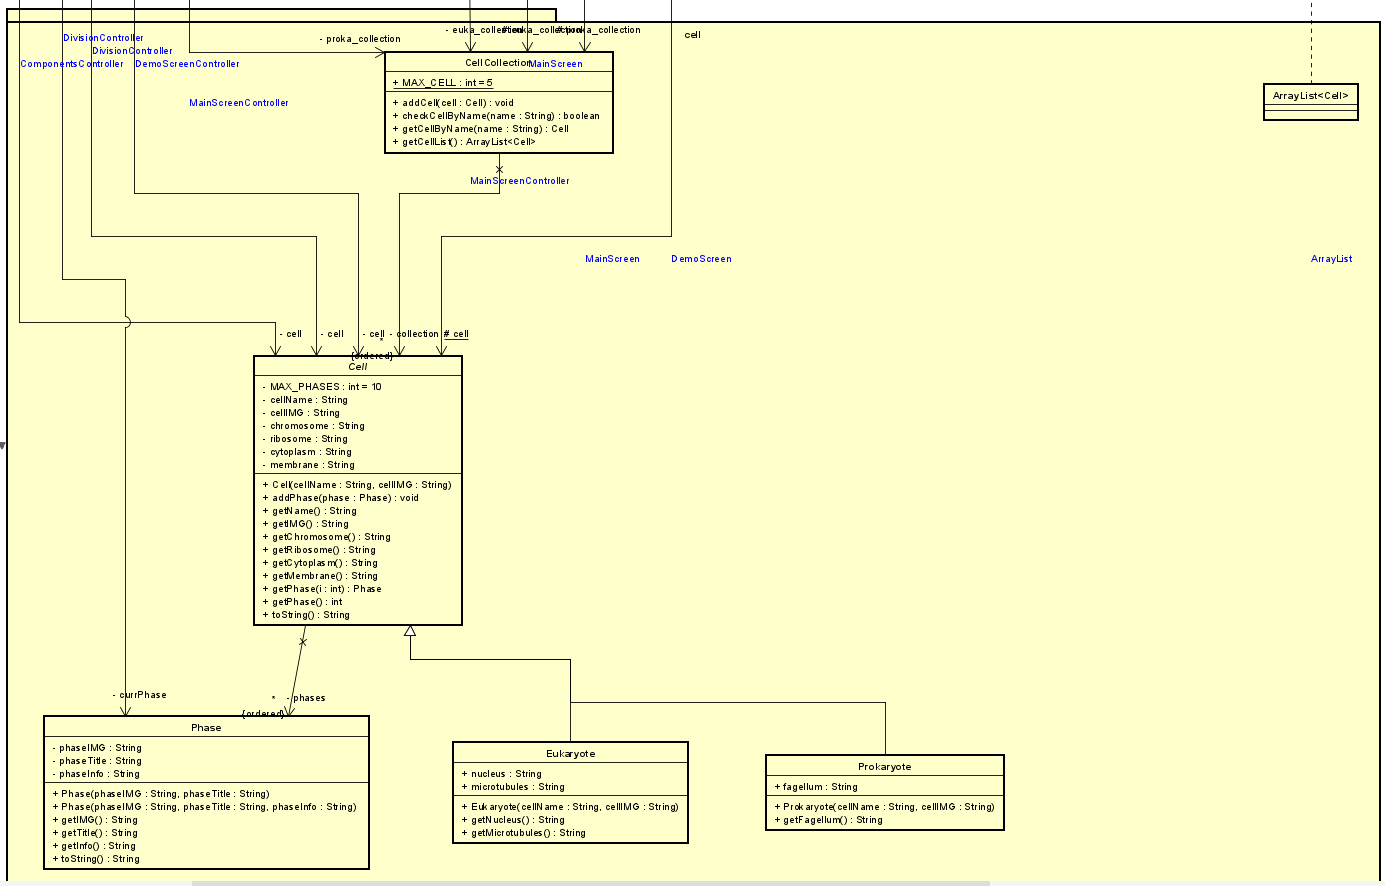 DivisionController
DivisionController
ComponentsController
DemoScreenController
MainScreenController
- proka_collection
- euka_collection
proka_collection
cell
CellCollection
MainScreen
+ MAX_CELL : int = 5
+ addCell(cell : Cell) : void
+ checkCellByName(name : String) : boolean
+ getCellByName(name : String) : Cell
+ getCellList() : ArrayList<Cell>
ArrayList<Cell>
MainScreenController
MainScreen
DemoScreen
ArrayList
- cell
- cell
- cell
*
- collection
# cell
{ordered}
Cell
- MAX_PHASES : int = 10
- cellName : String
- cellIMG : String
- chromosome : String
- ribosome : String
- cytoplasm : String
- membrane : String
+ Cell(cellName : String, cellIMG : String)
+ addPhase(phase : Phase) : void
+ getName() : String
+ getIMG() : String
+ getChromosome() : String
+ getRibosome() : String
+ getCytoplasm() : String
+ getMembrane() : String
+ getPhase(i : int) : Phase
+ getPhase() : int
+ toString() : String
- currPhase
*
- phases
{ordered}
Phase
- phaseIMG : String
- phaseTitle : String
- phaseInfo : String
+ Phase(phaseIMG : String, phaseTitle : String)
+ Phase(phaseIMG : String, phaseTitle : String, phaseInfo : String)
+ getIMG() : String
+ getTitle() : String
+ getInfo() : String
+ toString() : String
Eukaryote
+ nucleus : String
+ microtubules : String
+ Eukaryote(cellName : String, cellIMG : String)
+ getNucleus() : String
+ getMicrotubules() : String
Prokaryote
+ fagellum : String
+ Prokaryote(cellName : String, cellIMG : String)
+ getFagellum() : String